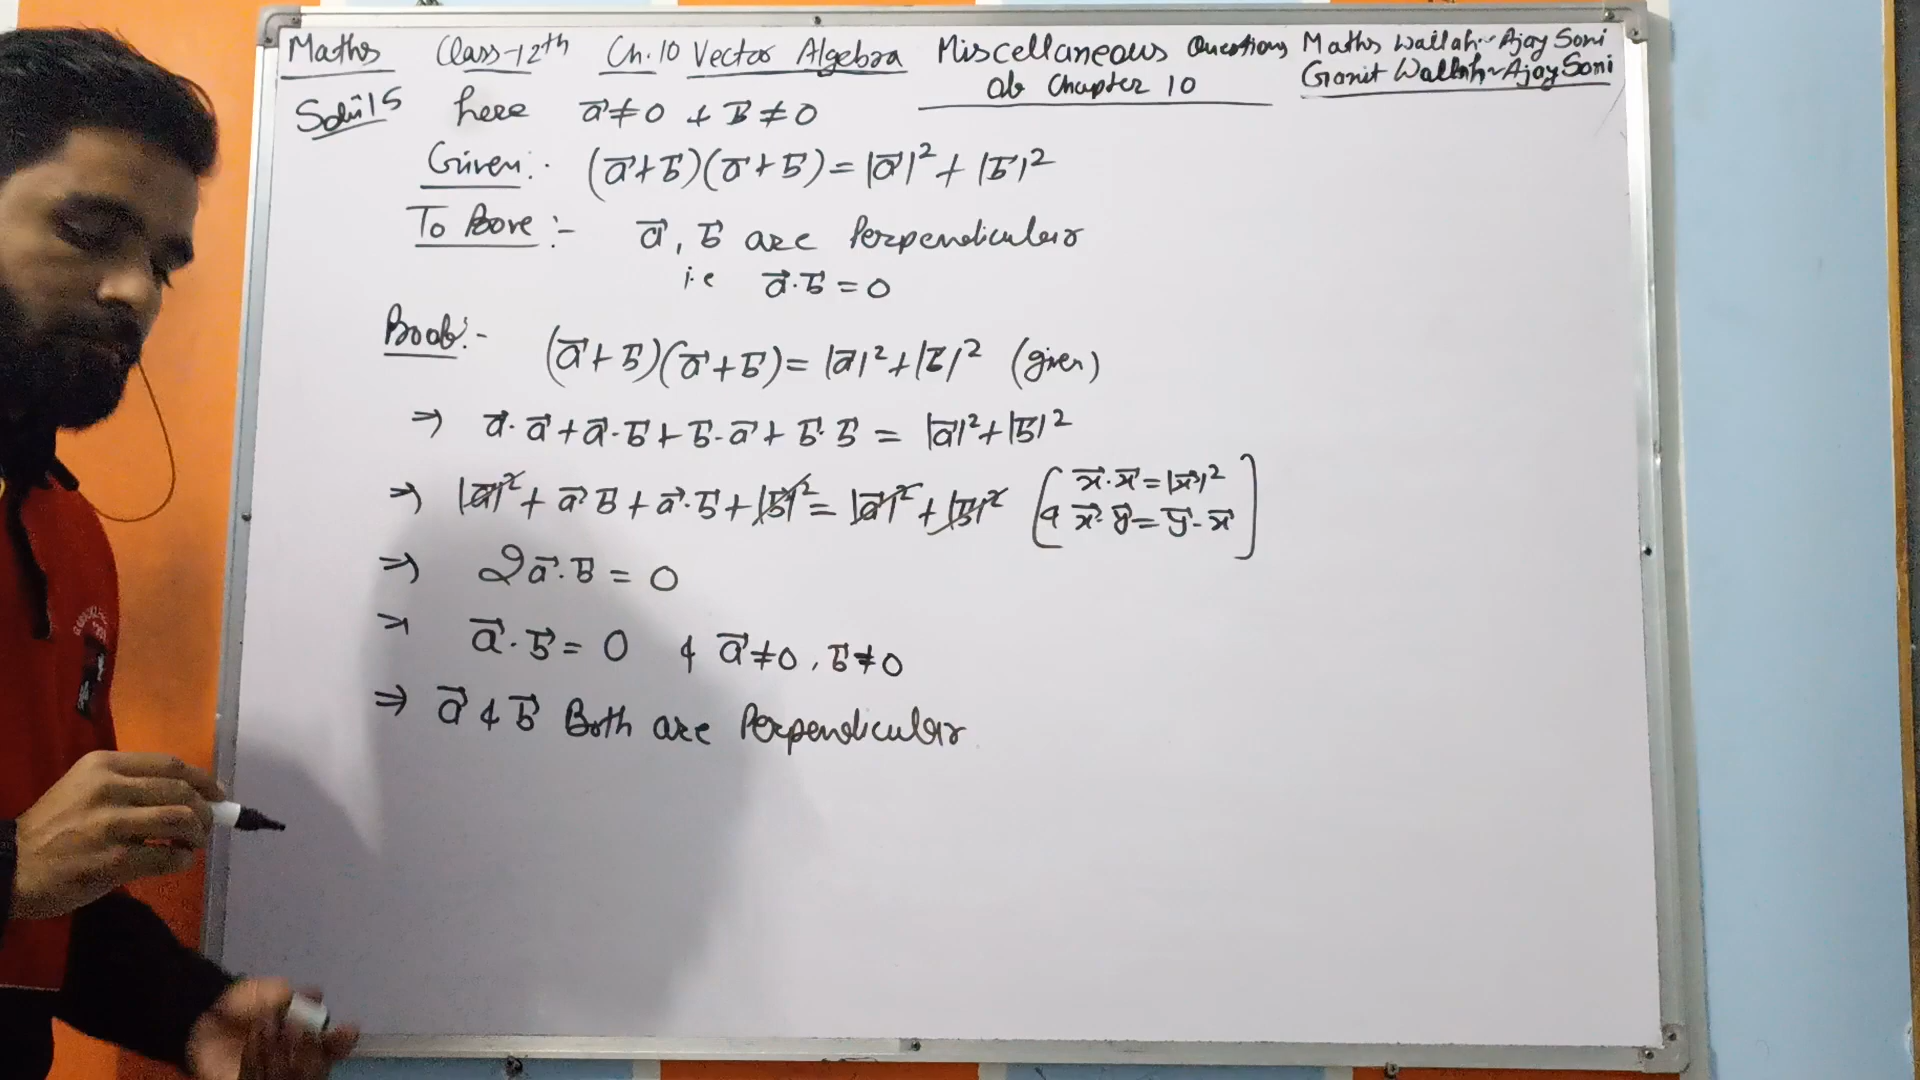 Maths Class-12th Ch.10 Vector Algebra Miscellaneous Questions Maths Wallah-Ajay Soni
of Chapter 10 Ganit Wallah-Ajay Soni
Soln 15 here a⃗≠0 & b⃗≠0
Given:- (a⃗+b⃗)(a⃗+b⃗)=|a⃗|²+|b⃗|²
To Prove:- a⃗, b⃗ are Perpendicular
i.e a⃗·b⃗=0
Proof:- (a⃗+b⃗)(a⃗+b⃗)=|a⃗|²+|b⃗|² (given)
⇒ a⃗·a⃗+a⃗·b⃗+b⃗·a⃗+b⃗·b⃗=|a⃗|²+|b⃗|²
⇒ |a⃗|²+a⃗·b⃗+a⃗·b⃗+|b⃗|²=|a⃗|²+|b⃗|² [x⃗·x⃗=|x⃗|²
& x⃗·y⃗=y⃗·x⃗]
⇒ 2a⃗·b⃗=0
⇒ a⃗·b⃗=0 & a⃗≠0, b⃗≠0
⇒ a⃗ & b⃗ Both are Perpendicular